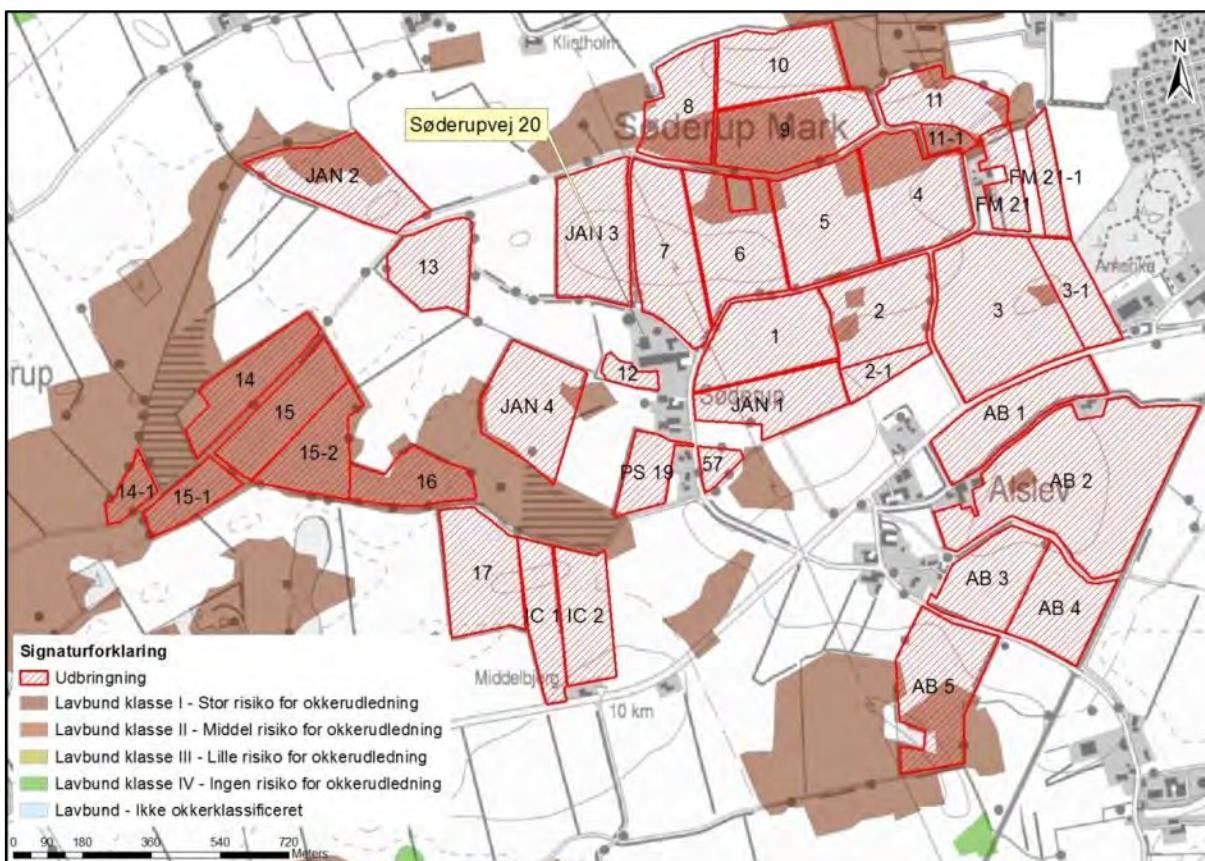 Klintholm
N
10
8
11
Søderupvej 20
Søderup Mark
9
11-1
JAN 2
FM 21-1
4
FM 21
5
JAN 3
7
6
13
Amerika
3
3-1
2
1
14
12
2-1
rup
15
JAN 4
Søderup
JAN 1
AB 1
15-2
PS 19
57
16
AB 2
14-1
15-1
Alslev
17
AB 3
IC 1
IC 2
AB 4
Signaturforklaring
Udbringning
Middelbjerg
AB 5
Lavbund klasse I - Stor risiko for okkerudledning
10 km
Lavbund klasse II - Middel risiko for okkerudledning
Lavbund klasse III - Lille risiko for okkerudledning
Lavbund klasse IV - Ingen risiko for okkerudledning
Lavbund - Ikke okkerklassificeret
0 90 180 360 540 720
Meters